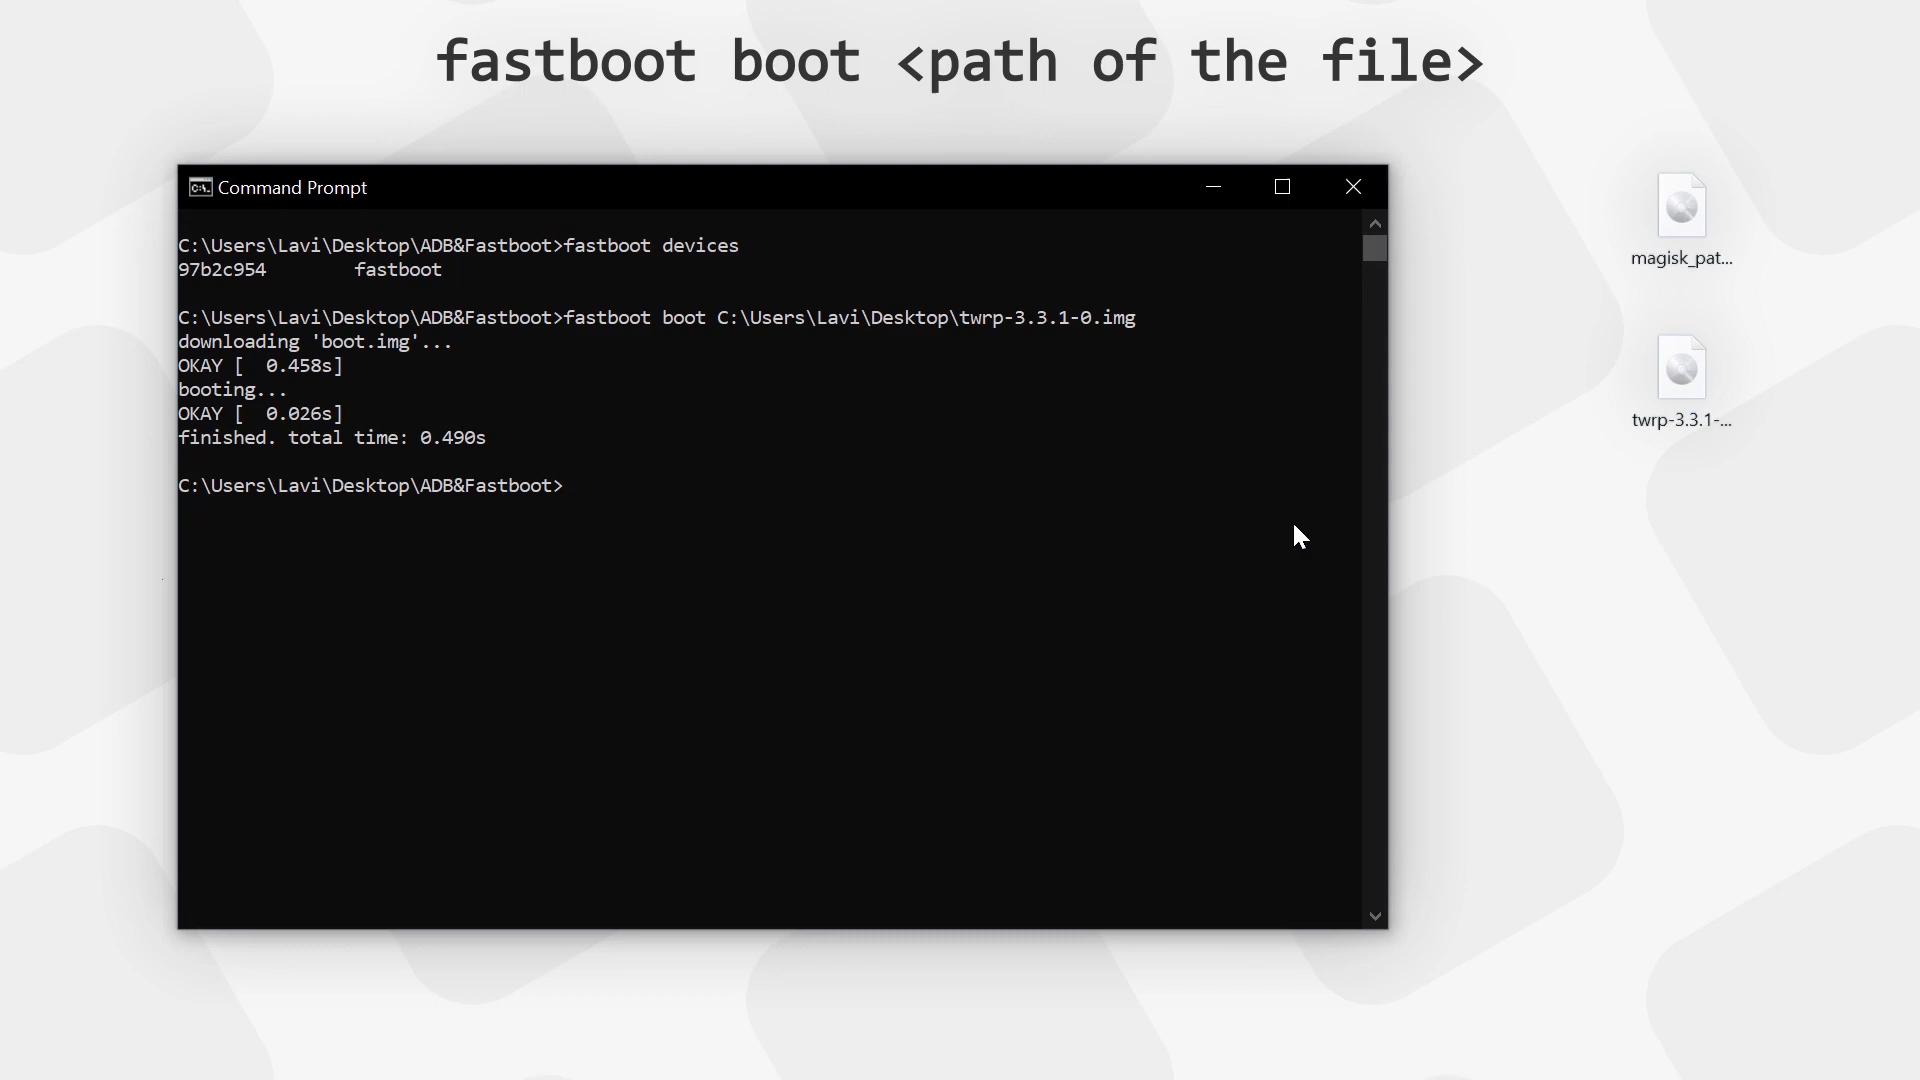 fastboot boot <path of the file>
Command Prompt
C:\Users\Lavi\Desktop\ADB&Fastboot>fastboot devices
97b2c954        fastboot
C:\Users\Lavi\Desktop\ADB&Fastboot>fastboot boot C:\Users\Lavi\Desktop\twrp-3.3.1-0.img
downloading 'boot.img'...
OKAY [  0.458s]
booting...
OKAY [  0.026s]
finished. total time: 0.490s
C:\Users\Lavi\Desktop\ADB&Fastboot>
magisk_pat...
twrp-3.3.1-...